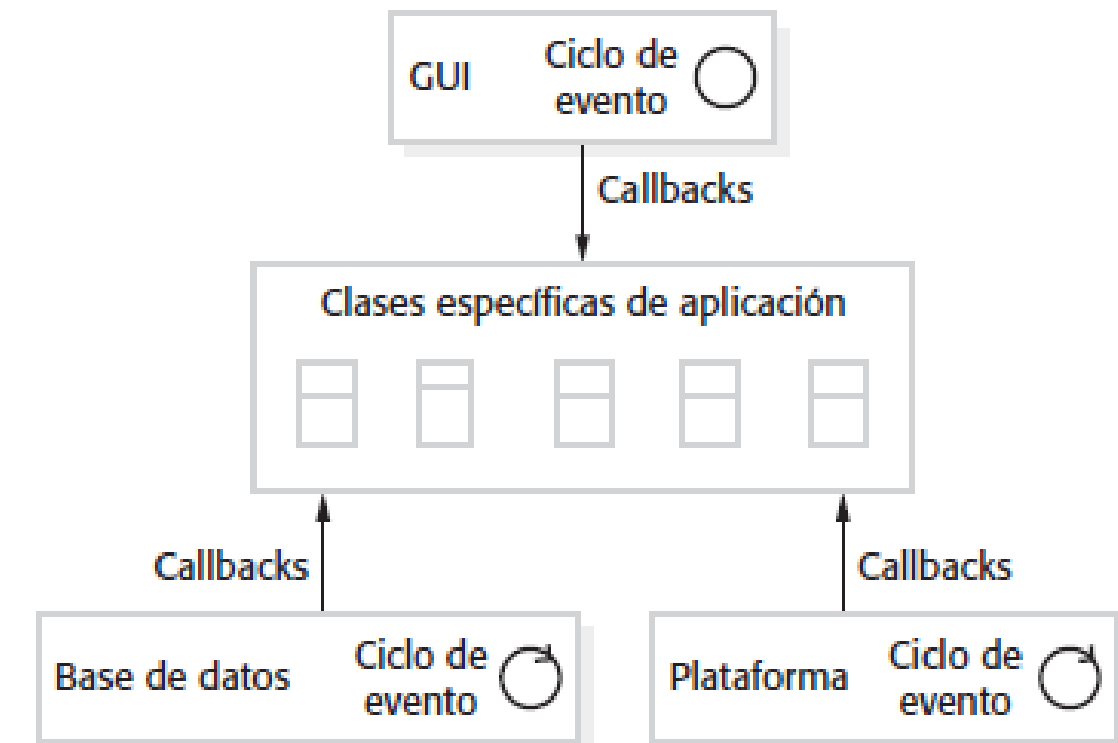 GUI
Ciclo de
evento
Callbacks
Clases específicas de aplicación
Callbacks
Callbacks
Base de datos
Ciclo de
evento
Plataforma
Ciclo de
evento